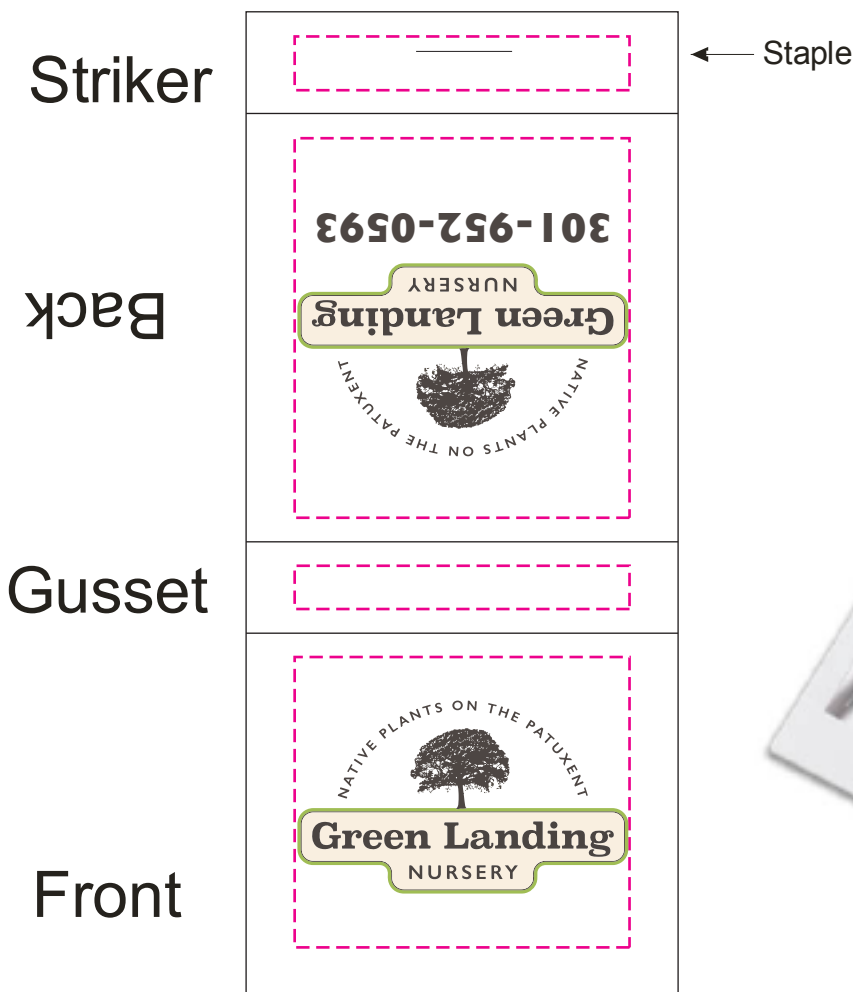 Striker
Staple
Back
301-952-0593
NURSERY
Green Landing
NATIVE PLANTS ON THE PATUXENT
Gusset
Front
NATIVE PLANTS ON THE PATUXENT
Green Landing
NURSERY